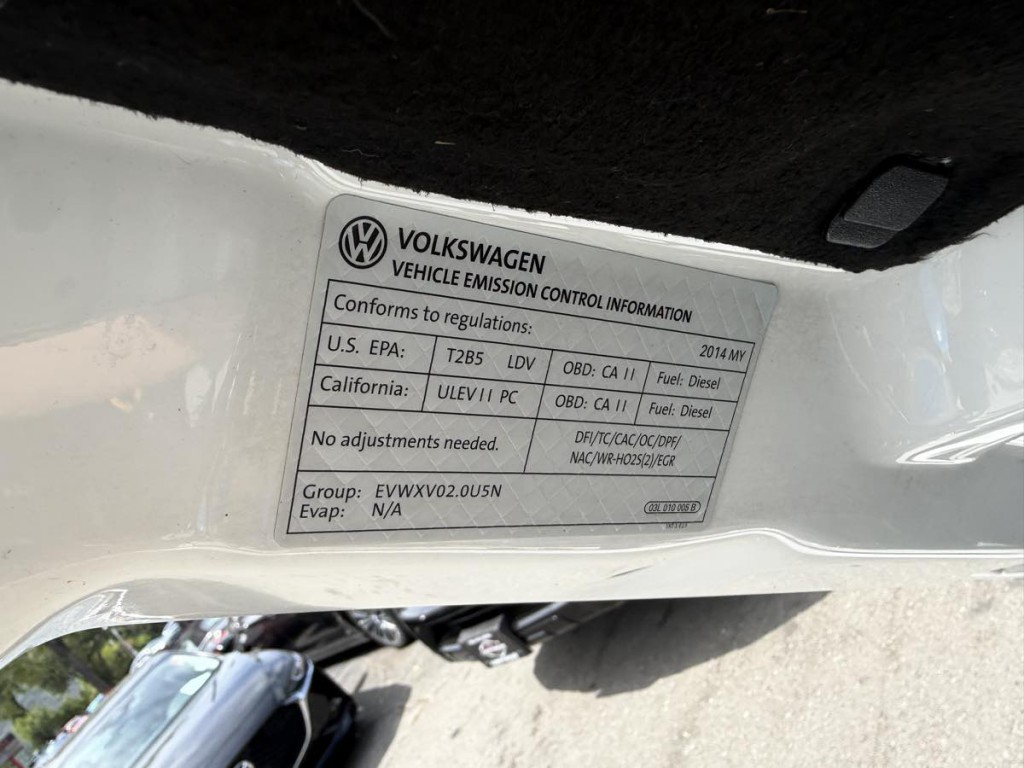 VOLKSWAGEN
VEHICLE EMISSION CONTROL INFORMATION
Conforms to regulations: 2014 MY
U.S. EPA: T2B5 LDV OBD: CA II Fuel: Diesel
California: ULEV II PC OBD: CA II Fuel: Diesel
No adjustments needed. DFI/TC/CAC/OC/DPF/
NAC/WR-HO2S(2)/EGR
Group: EVWXV02.0U5N
Evap: N/A
03L 010 006 B